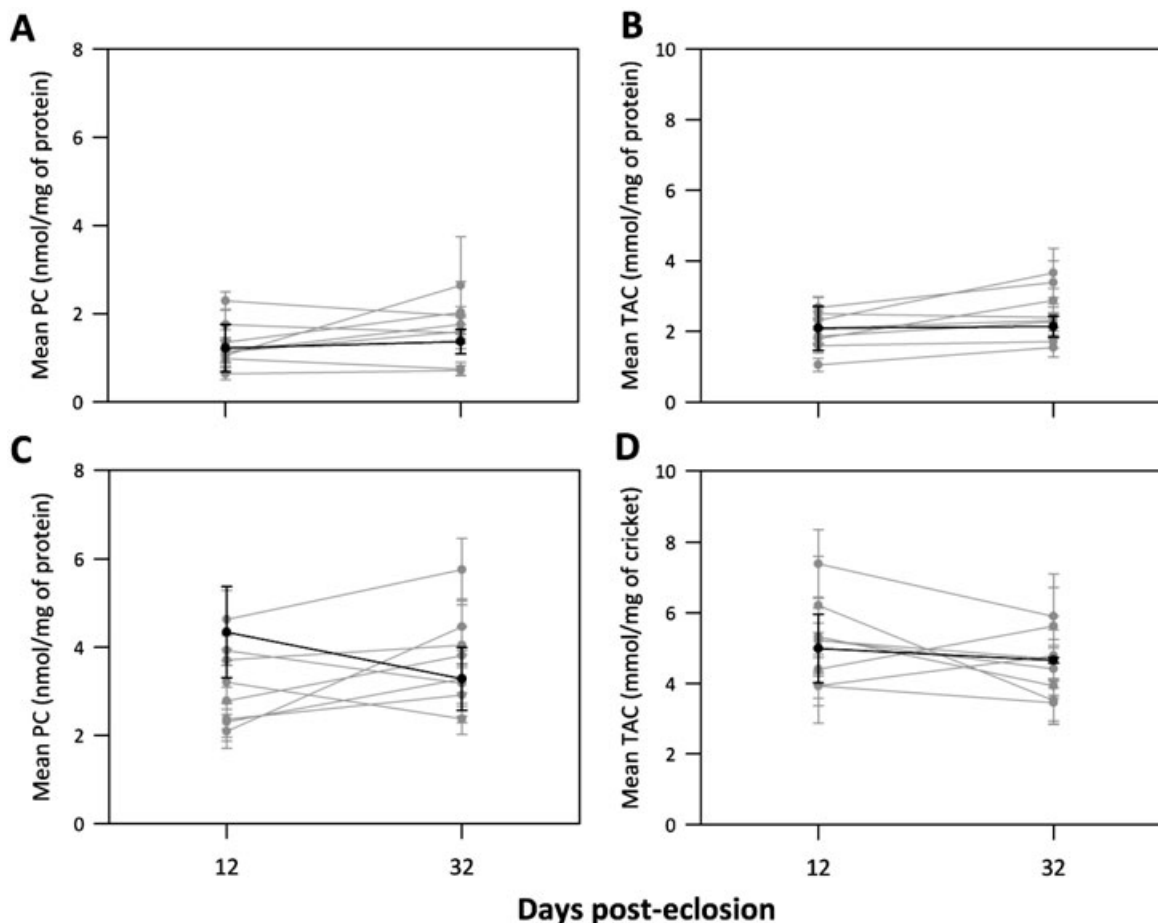 A
B
8
6
4
2
0
Mean PC (nmol/mg of protein)
10
8
6
4
2
0
Mean TAC (mmol/mg of protein)
C
D
8
6
4
2
0
Mean PC (nmol/mg of protein)
12
32
10
8
6
4
2
0
Mean TAC (mmol/mg of cricket)
12
32
Days post-eclosion